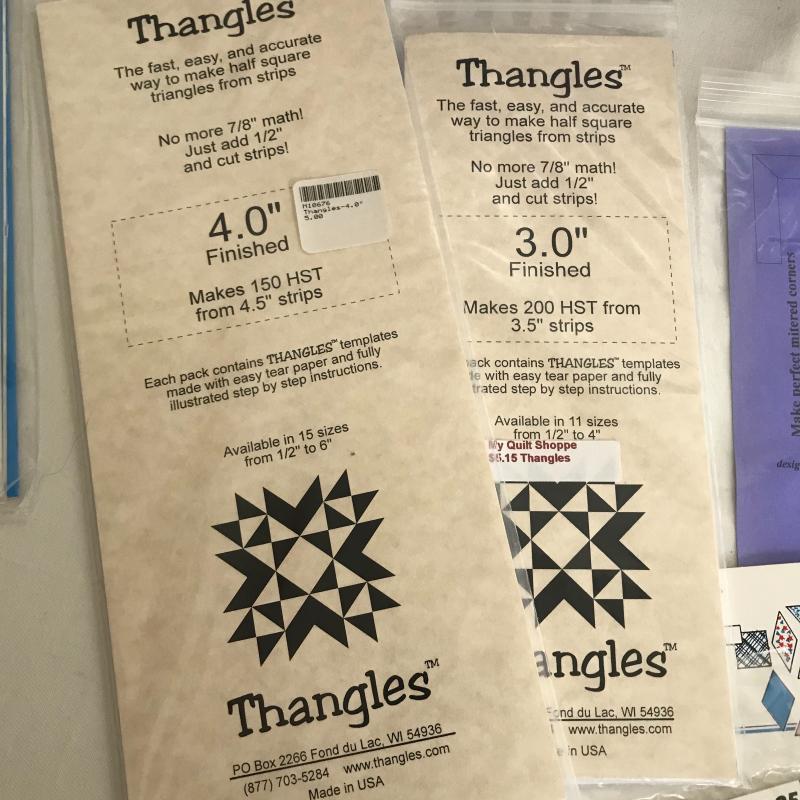 Thangles
The fast, easy, and accurate
way to make half square
triangles from strips
No more 7/8" math!
Just add 1/2"
and cut strips!
M10676
Thangles-4.0"
5.00
4.0"
Finished
Makes 150 HST
from 4.5" strips
Each pack contains THANGLES™ templates
made with easy tear paper and fully
illustrated step by step instructions.
Available in 15 sizes
from 1/2" to 6"
Thangles™
PO Box 2266 Fond du Lac, WI 54936
(877) 703-5284 www.thangles.com
Made in USA
Thangles™
The fast, easy, and accurate
way to make half square
triangles from strips
No more 7/8" math!
Just add 1/2"
and cut strips!
3.0"
Finished
Makes 200 HST from
3.5" strips
pack contains THANGLES™ templates
with easy tear paper and fully
trated step by step instructions.
Available in 11 sizes
from 1/2" to 4"
My Quilt Shoppe
$6.15 Thangles
angles™
Fond du Lac, WI 54936
www.thangles.com
in USA
Make perfect mitered corners
desig